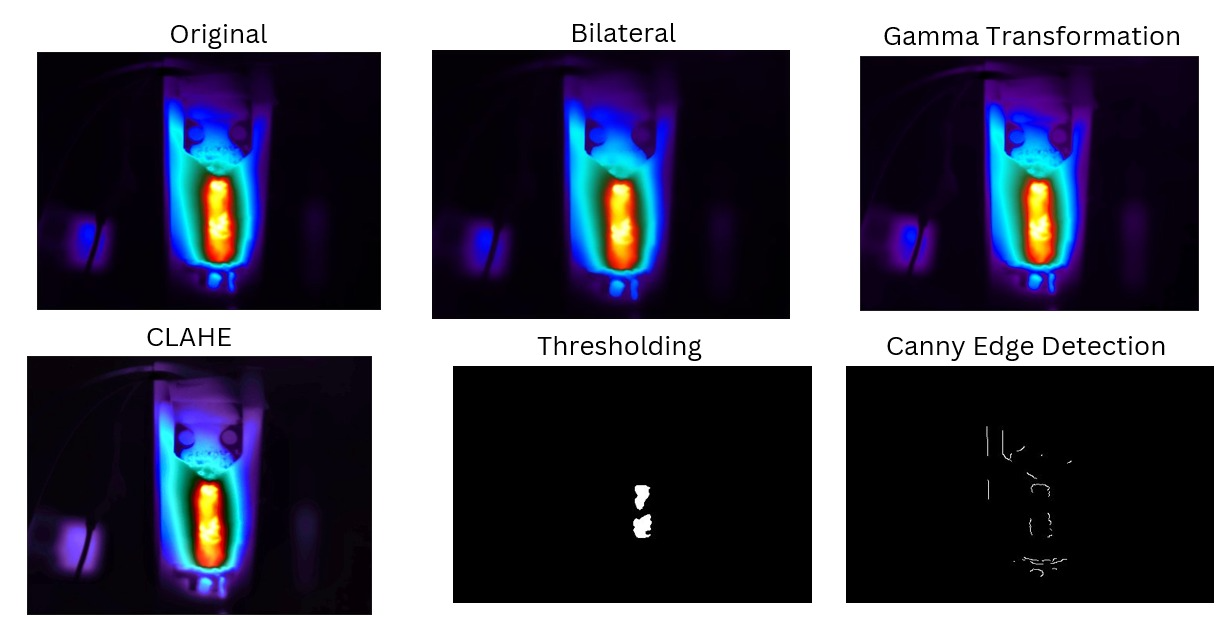 Original
Bilateral
Gamma Transformation
CLAHE
Thresholding
Canny Edge Detection